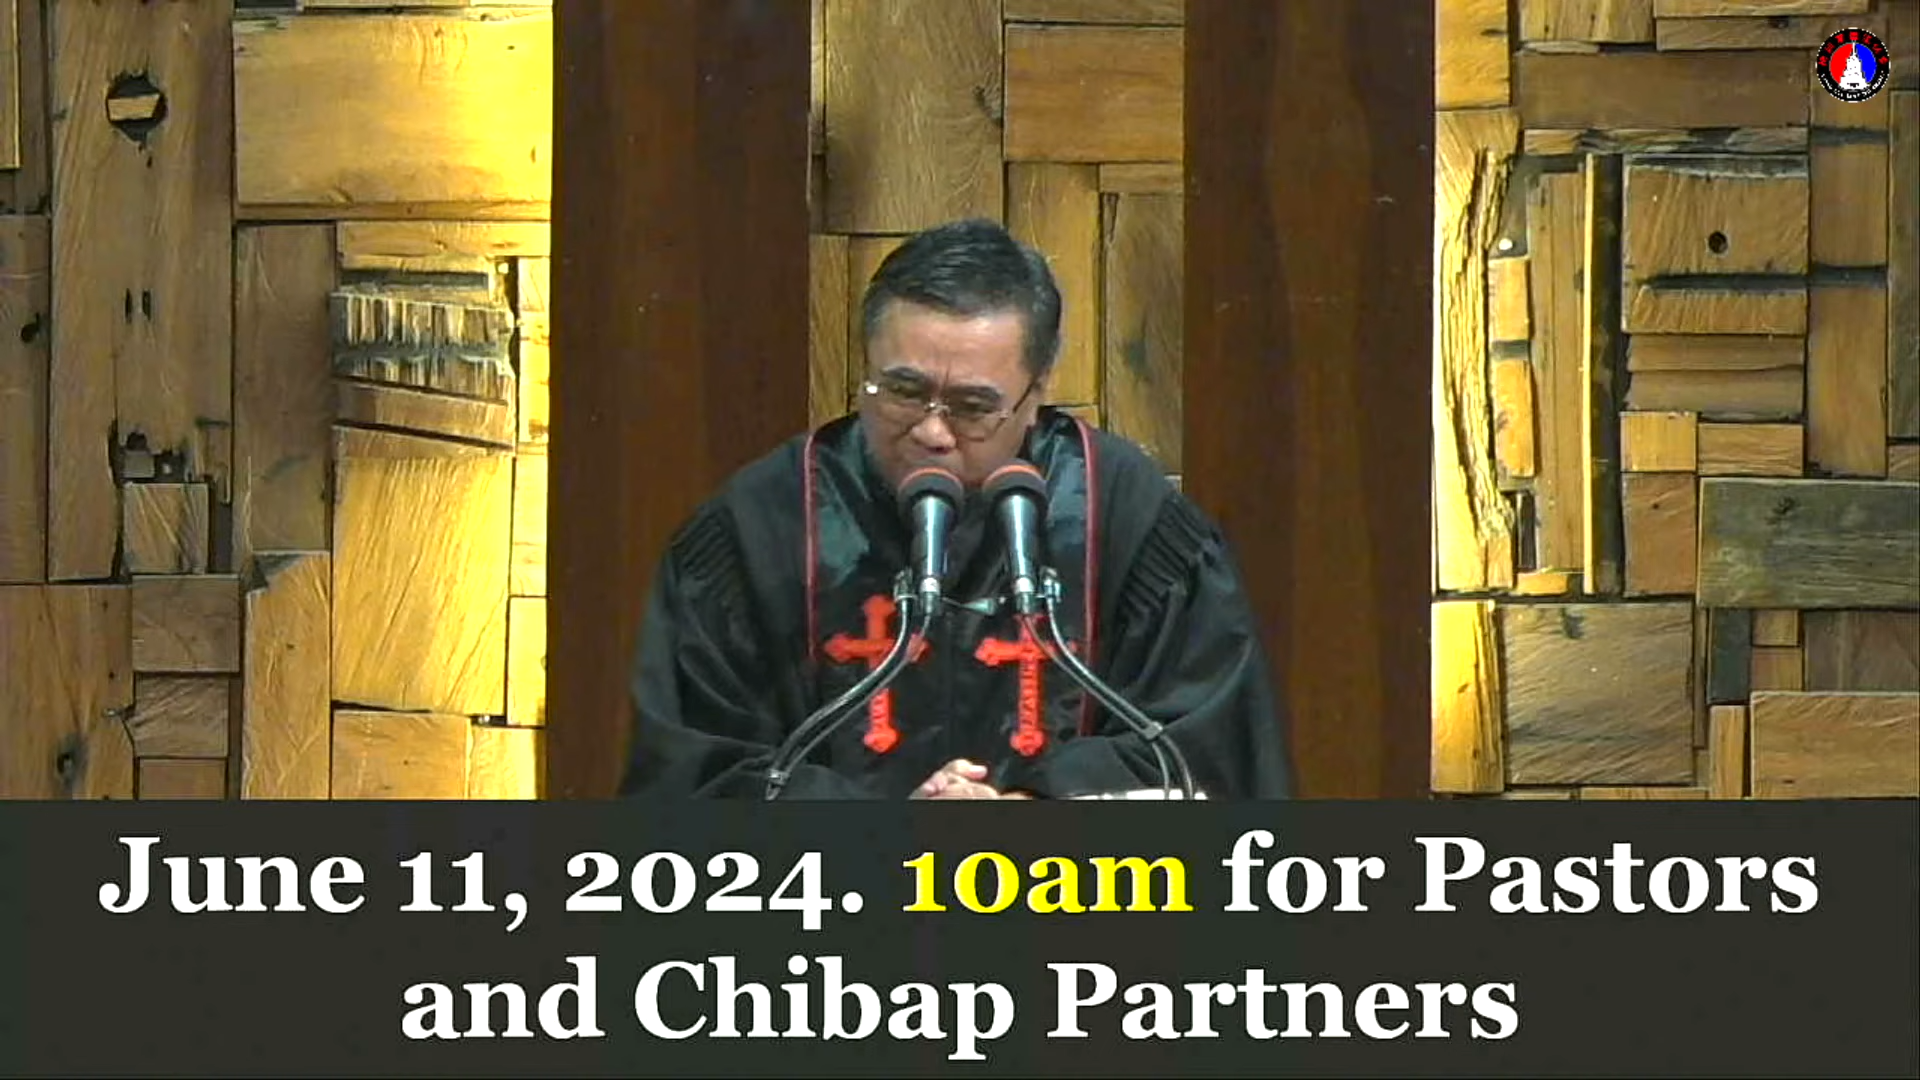 June 11, 2024. 10am for Pastors
and Chibap Partners